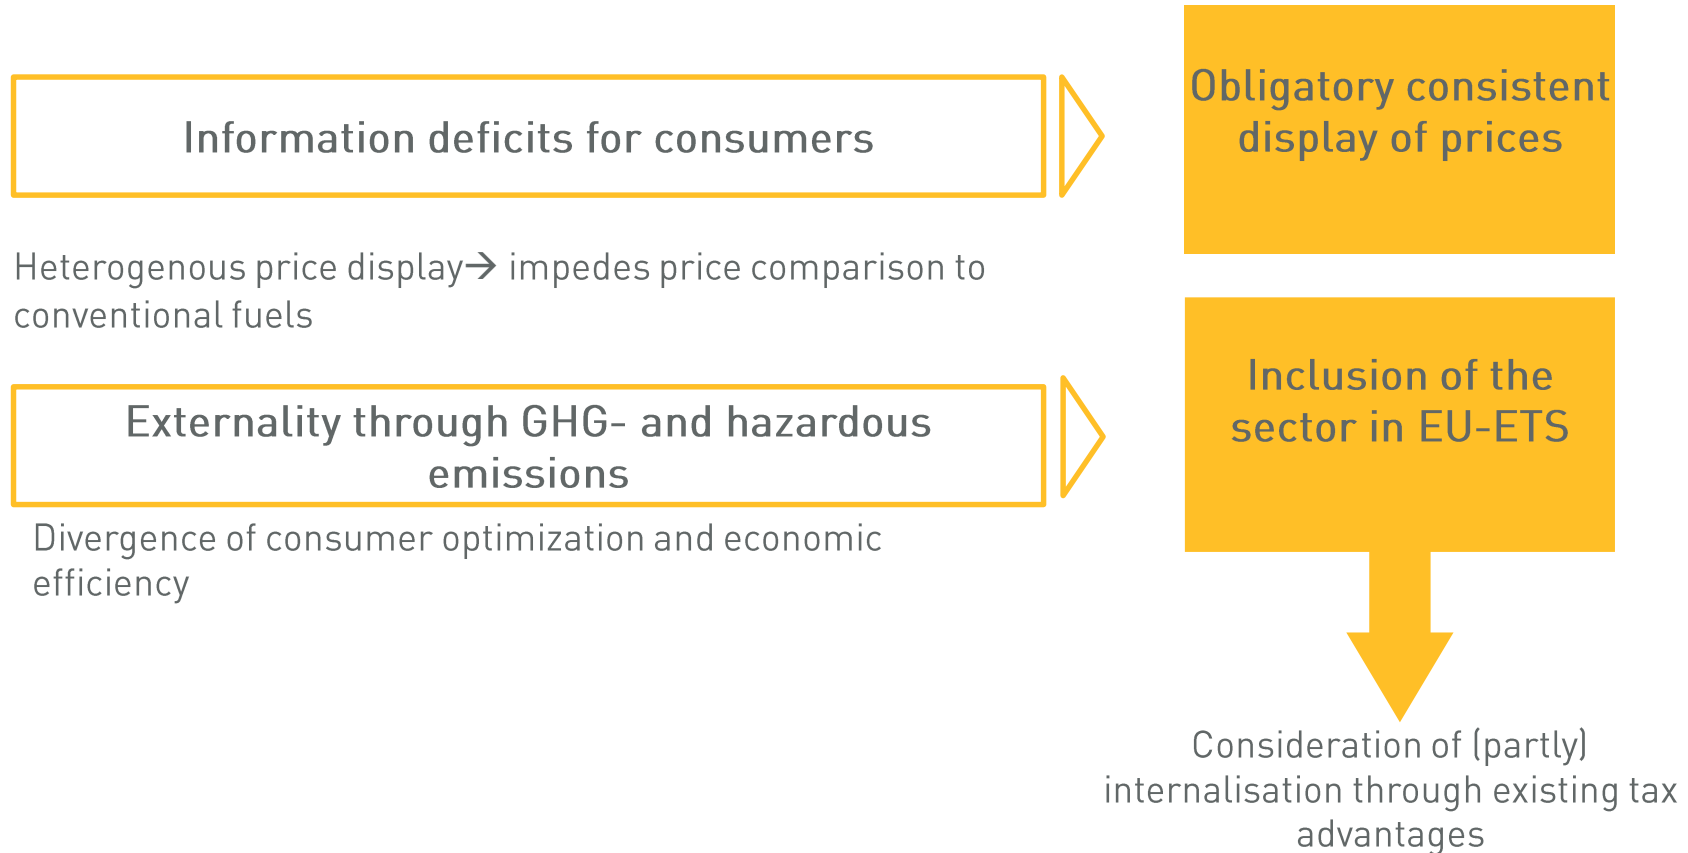 Information deficits for consumers
Obligatory consistent
display of prices
Heterogenous price display→ impedes price comparison to
conventional fuels
Externality through GHG- and hazardous
emissions
Inclusion of the
sector in EU-ETS
Divergence of consumer optimization and economic
efficiency
Consideration of (partly)
internalisation through existing tax
advantages